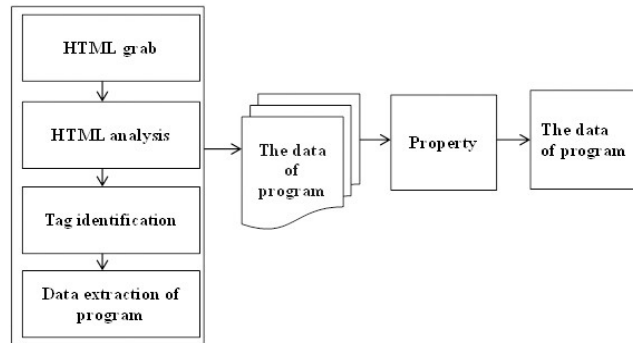 HTML grab
HTML analysis
Tag identification
Data extraction of
program
The data
of
program
Property
The data
of program